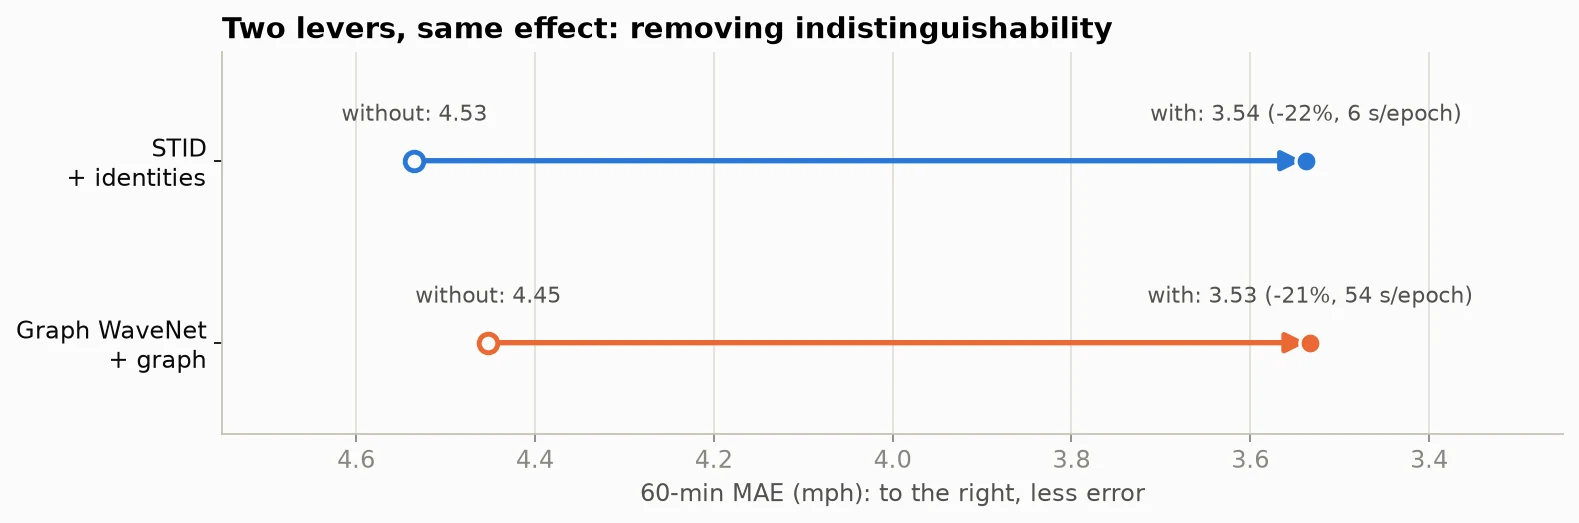 Two levers, same effect: removing indistinguishability
without: 4.53
with: 3.54 (-22%, 6 s/epoch)
STID
+ identities
without: 4.45
with: 3.53 (-21%, 54 s/epoch)
Graph WaveNet
+ graph
4.6
4.4
4.2
4.0
3.8
3.6
3.4
60-min MAE (mph): to the right, less error